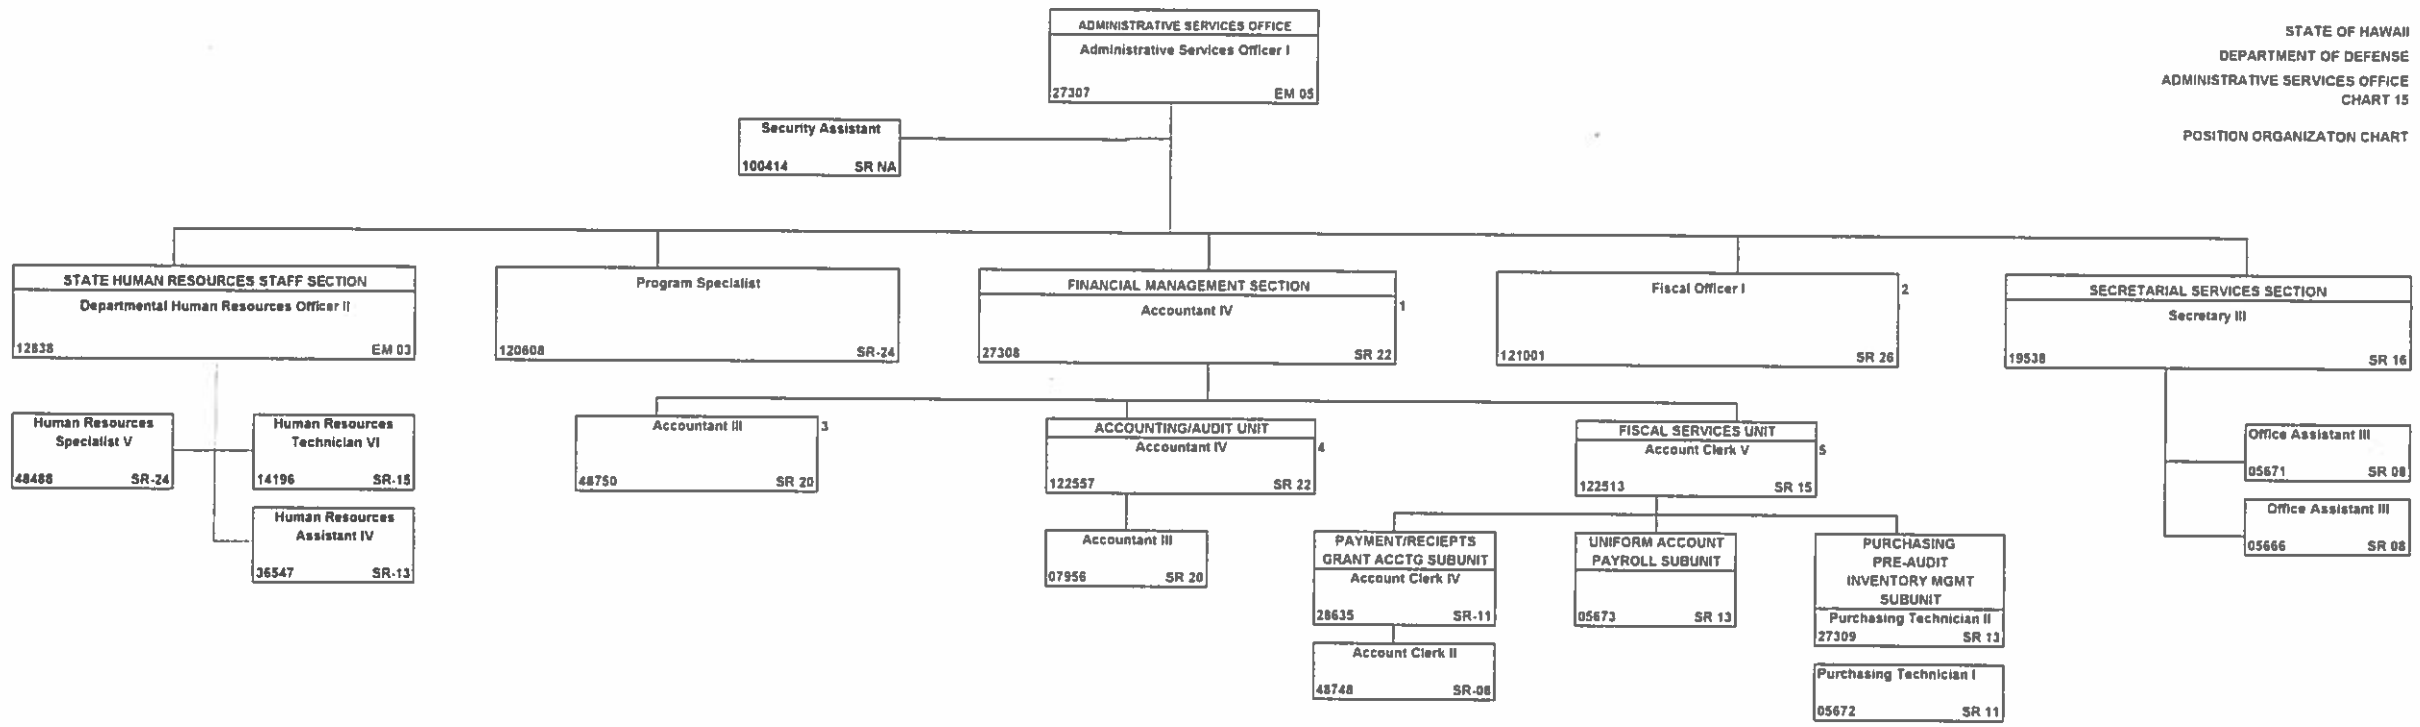 ADMINISTRATIVE SERVICES OFFICE
Administrative Services Officer I
27307 EM 05
STATE OF HAWAII
DEPARTMENT OF DEFENSE
ADMINISTRATIVE SERVICES OFFICE
CHART 15
POSITION ORGANIZATON CHART
Security Assistant
100414 SR NA
STATE HUMAN RESOURCES STAFF SECTION
Departmental Human Resources Officer II
12838 EM 03
Program Specialist
120608 SR-24
FINANCIAL MANAGEMENT SECTION
1
Accountant IV
27308 SR 22
Fiscal Officer I
2
121001 SR 26
SECRETARIAL SERVICES SECTION
Secretary III
19538 SR 16
Human Resources
Specialist V
48488 SR-24
Human Resources
Technician VI
14196 SR-15
Human Resources
Assistant IV
36547 SR-13
Accountant III
3
48750 SR 20
ACCOUNTING/AUDIT UNIT
Accountant IV
4
122557 SR 22
Accountant III
07956 SR 20
FISCAL SERVICES UNIT
Account Clerk V
5
122513 SR 15
PAYMENT/RECIEPTS
GRANT ACCTG SUBUNIT
Account Clerk IV
28635 SR-11
Account Clerk II
48748 SR-08
UNIFORM ACCOUNT
PAYROLL SUBUNIT
05673 SR 13
PURCHASING
PRE-AUDIT
INVENTORY MGMT
SUBUNIT
Purchasing Technician II
27309 SR 13
Purchasing Technician I
05672 SR 11
Office Assistant III
05671 SR 08
Office Assistant III
05666 SR 08